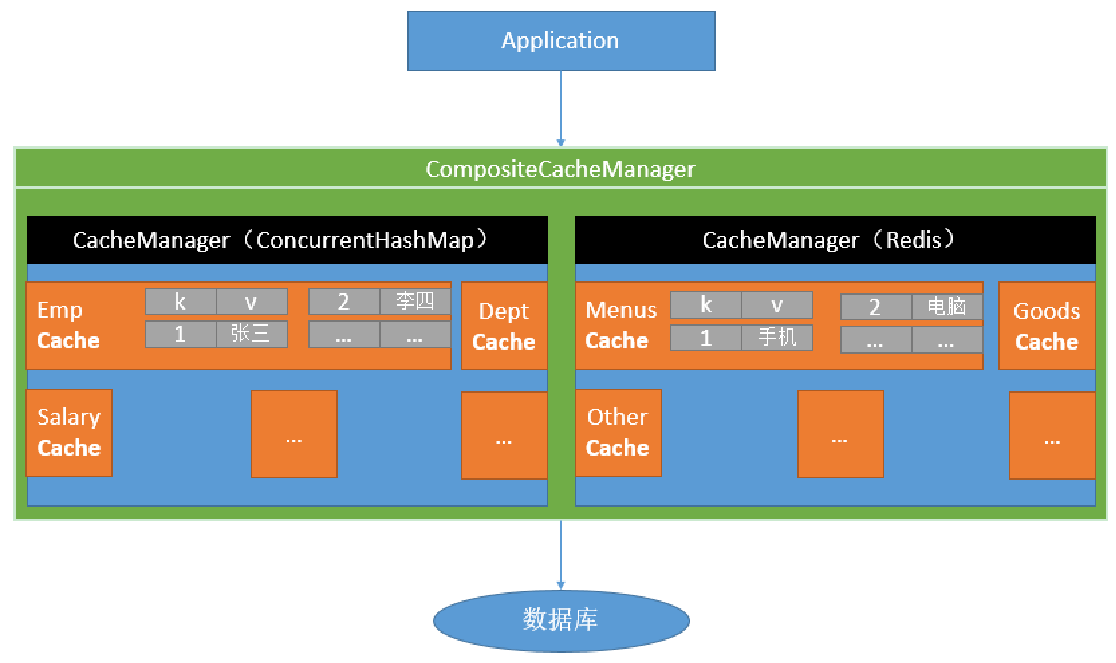 Application
CompositeCacheManager
CacheManager（ConcurrentHashMap）
Emp
Cache
k v
1 张三
2 李四
... ...
Dept
Cache
Salary
Cache
...
...
CacheManager（Redis）
Menus
Cache
k v
1 手机
2 电脑
... ...
Goods
Cache
Other
Cache
...
...
数据库